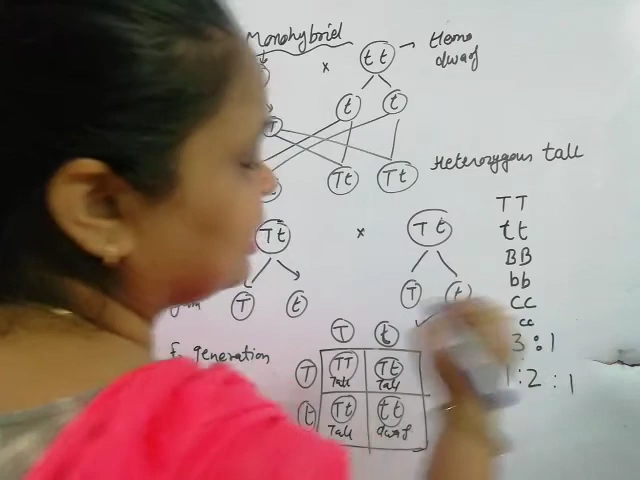 Monohybrid
x tt → Homo
dwarf
t t
T
Tt Tt Heterozygous tall
TT
tt
BB
bb
CC
cc
3:1
1:2:1
Tt x Tt
T t T t
T t
generation
T TT Tt
Tall Tall
t Tt tt
Tall dwarf